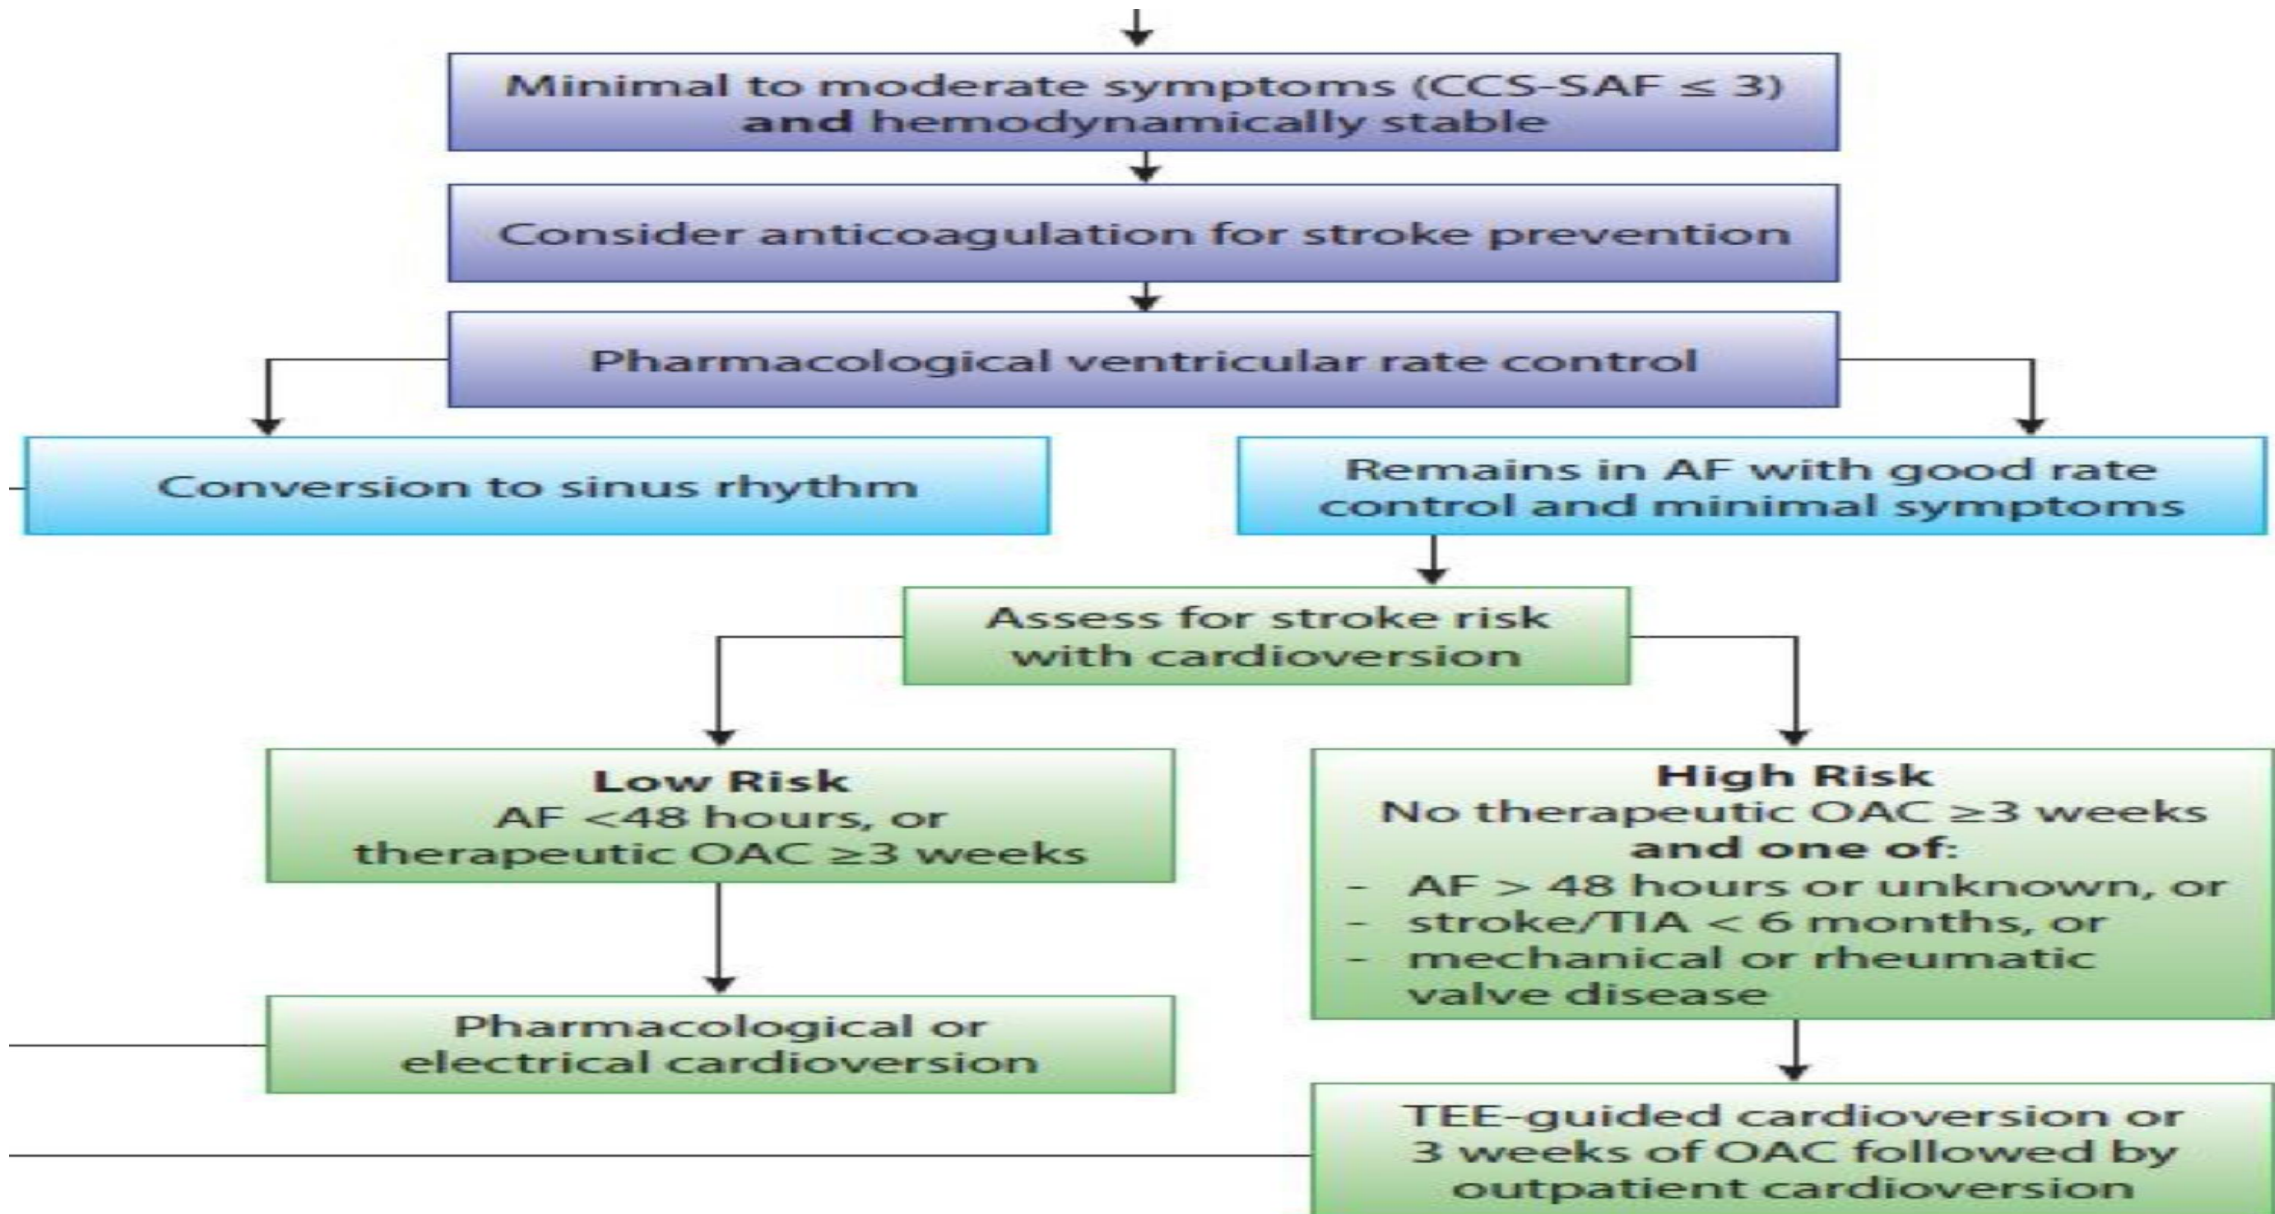 Minimal to moderate symptoms (CCS-SAF ≤ 3)
and hemodynamically stable
Consider anticoagulation for stroke prevention
Pharmacological ventricular rate control
Conversion to sinus rhythm
Remains in AF with good rate
control and minimal symptoms
Assess for stroke risk
with cardioversion
Low Risk
AF <48 hours, or
therapeutic OAC ≥3 weeks
High Risk
No therapeutic OAC ≥3 weeks
and one of:
- AF > 48 hours or unknown, or
- stroke/TIA < 6 months, or
- mechanical or rheumatic
valve disease
Pharmacological or
electrical cardioversion
TEE-guided cardioversion or
3 weeks of OAC followed by
outpatient cardioversion